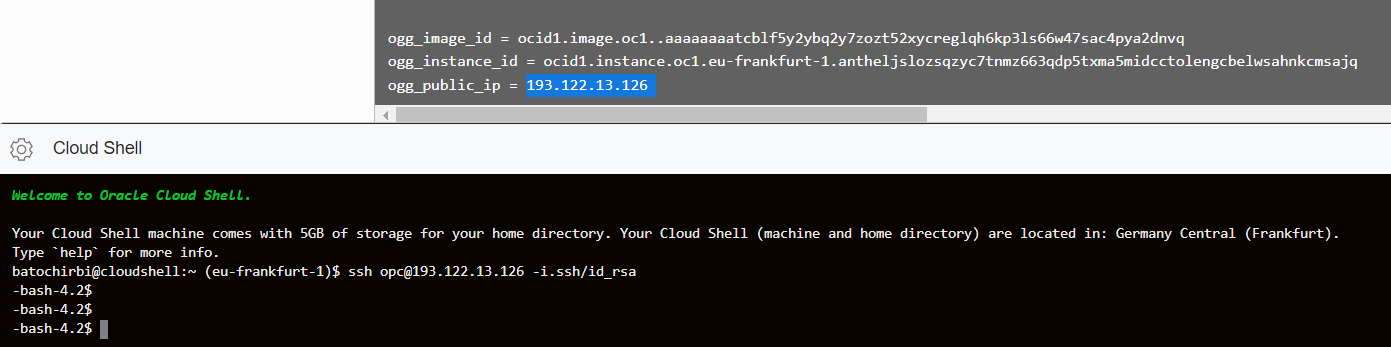 ogg_image_id = ocid1.image.oc1..aaaaaaaatcblf5y2ybq2y7zozt52xycreglqh6kp3ls66w47sac4pya2dnvq
ogg_instance_id = ocid1.instance.oc1.eu-frankfurt-1.antheljslozsqzyc7tnmz663qdp5txma5midcctolengcbelwsahnkcmsajq
ogg_public_ip = 193.122.13.126
Cloud Shell
Welcome to Oracle Cloud Shell.
Your Cloud Shell machine comes with 5GB of storage for your home directory. Your Cloud Shell (machine and home directory) are located in: Germany Central (Frankfurt).
Type `help` for more info.
batochirbi@cloudshell:~ (eu-frankfurt-1)$ ssh opc@193.122.13.126 -i.ssh/id_rsa
-bash-4.2$
-bash-4.2$
-bash-4.2$